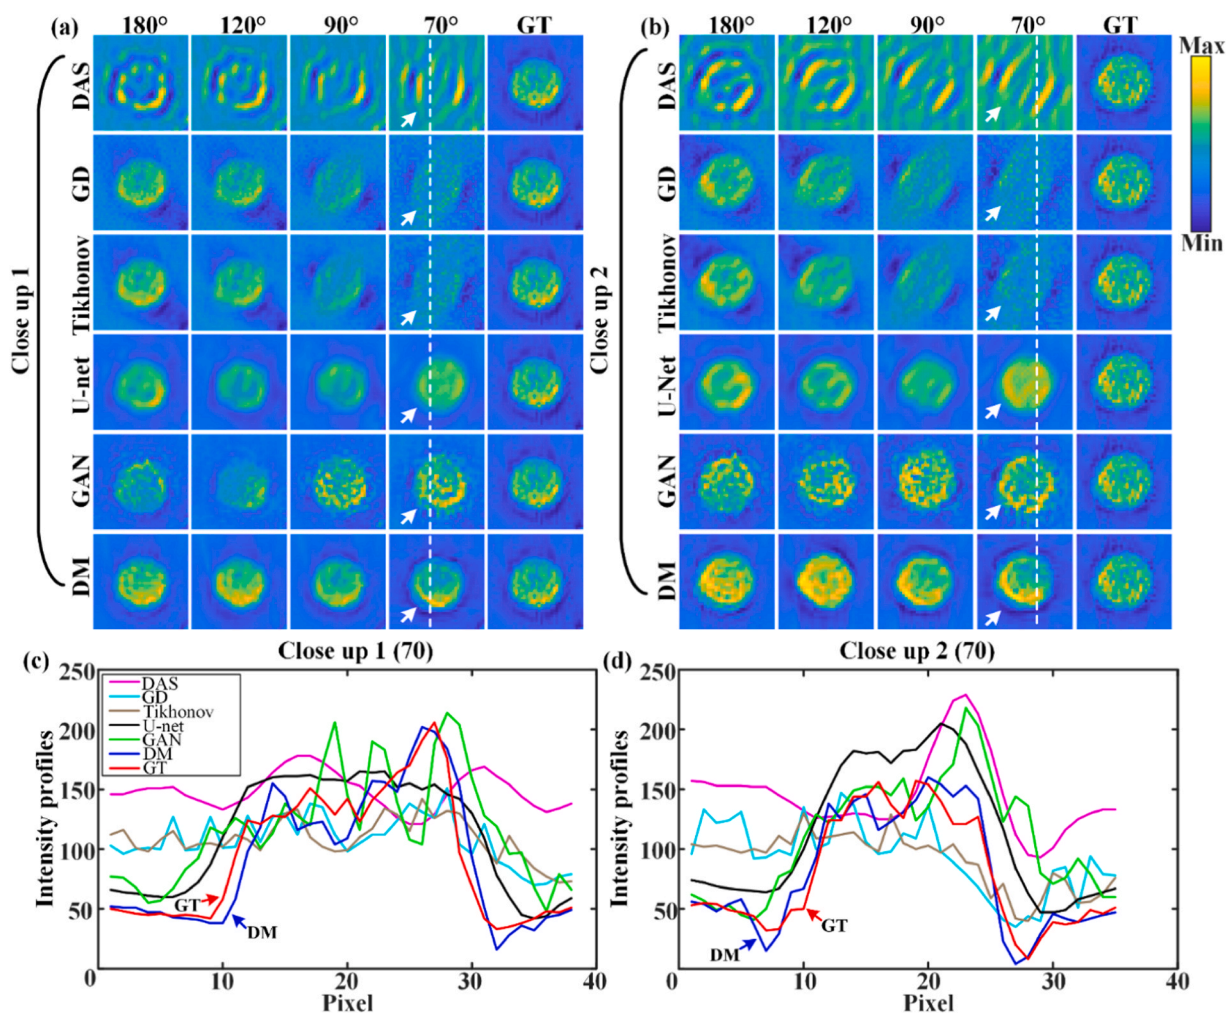 (a) 180° 120° 90° 70° GT
(b) 180° 120° 90° 70° GT
Max
Min
Close up 1
DAS
GD
Tikhonov
U-net
GAN
DM
Close up 2
DAS
GD
Tikhonov
U-Net
GAN
DM
(c) Close up 1 (70)
Intensity profiles
250
200
150
100
50
0
10
20
30
40
Pixel
DAS
GD
Tikhonov
U-net
GAN
DM
GT
GT
DM
(d) Close up 2 (70)
Intensity profiles
250
200
150
100
50
0
10
20
30
40
Pixel
DM
GT